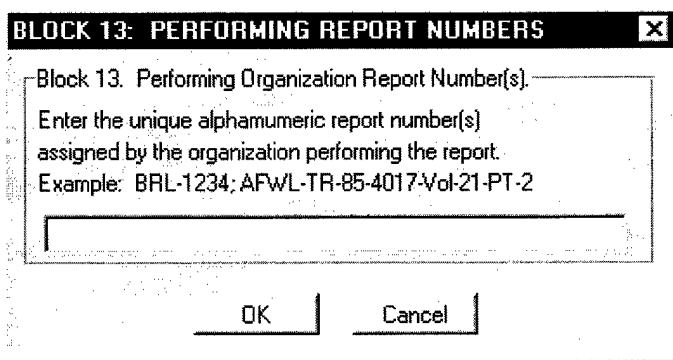 BLOCK 13: PERFORMING REPORT NUMBERS
Block 13. Performing Organization Report Number(s).
Enter the unique alphamumeric report number(s)
assigned by the organization performing the report.
Example: BRL-1234; AFWL-TR-85-4017-Vol-21-PT-2
OK Cancel